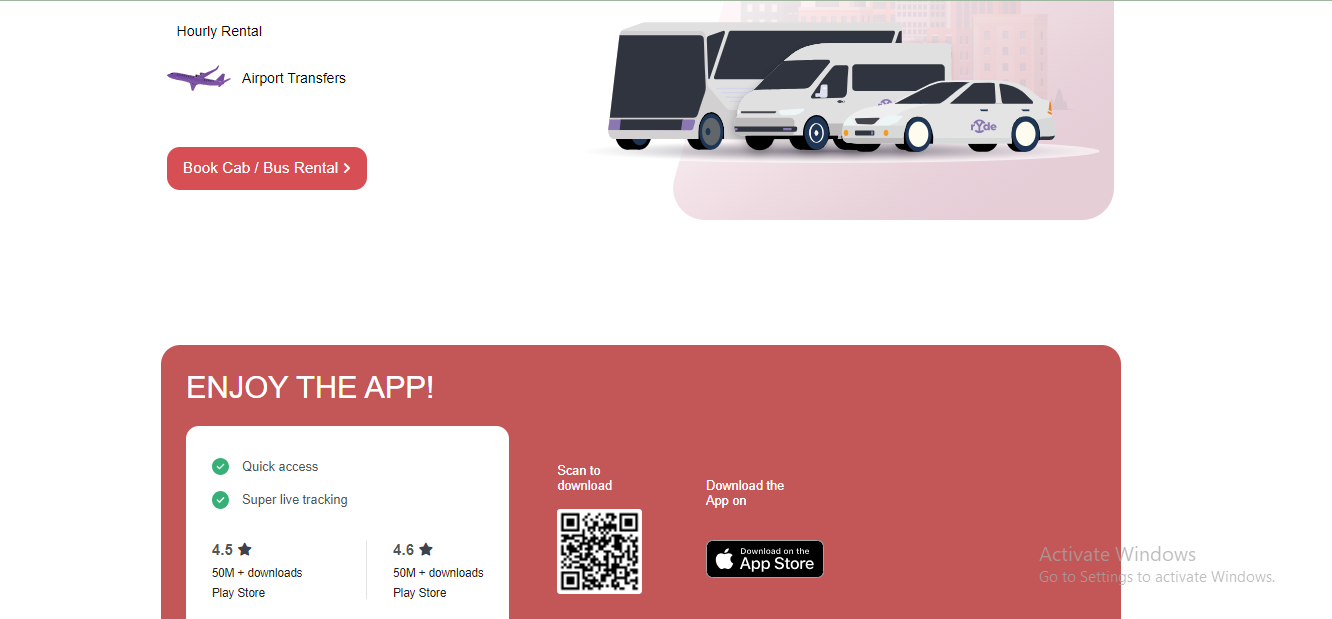 Hourly Rental
Airport Transfers
Book Cab / Bus Rental
ryde
ENJOY THE APP!
Quick access
Super live tracking
4.5
50M + downloads
Play Store
4.6
50M + downloads
Play Store
Scan to
download
Download the
App on
Download on the
App Store
Activate Windows
Go to Settings to activate Windows.